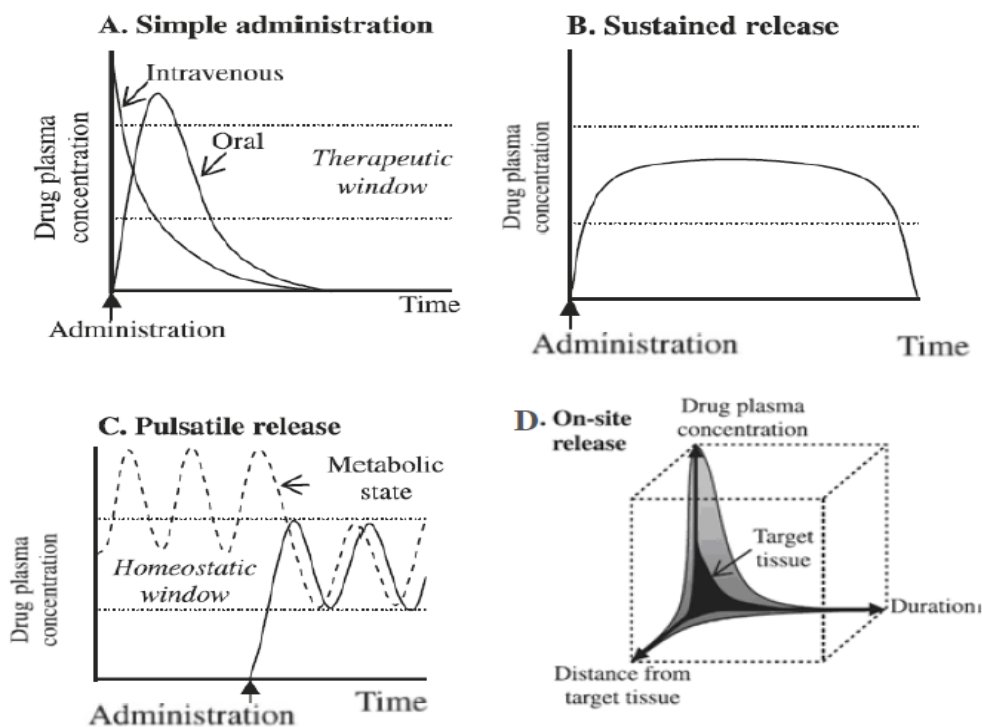 A. Simple administration
Intravenous
Oral
Therapeutic
window
Drug plasma
concentration
Time
Administration
B. Sustained release
Drug plasma
concentration
Administration
Time
C. Pulsatile release
Metabolic
state
Homeostatic
window
Drug plasma
concentration
Administration
Time
D. On-site
release
Drug plasma
concentration
Target
tissue
Duration
Distance from
target tissue